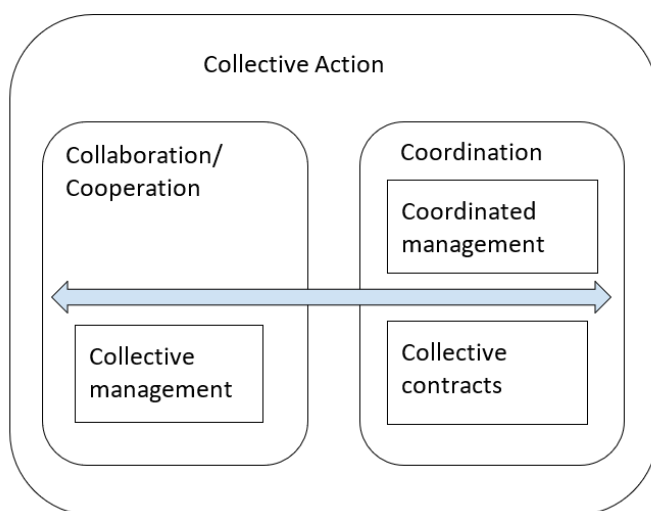 Collective Action
Collaboration/
Cooperation
Collective
management
Coordination
Coordinated
management
Collective
contracts